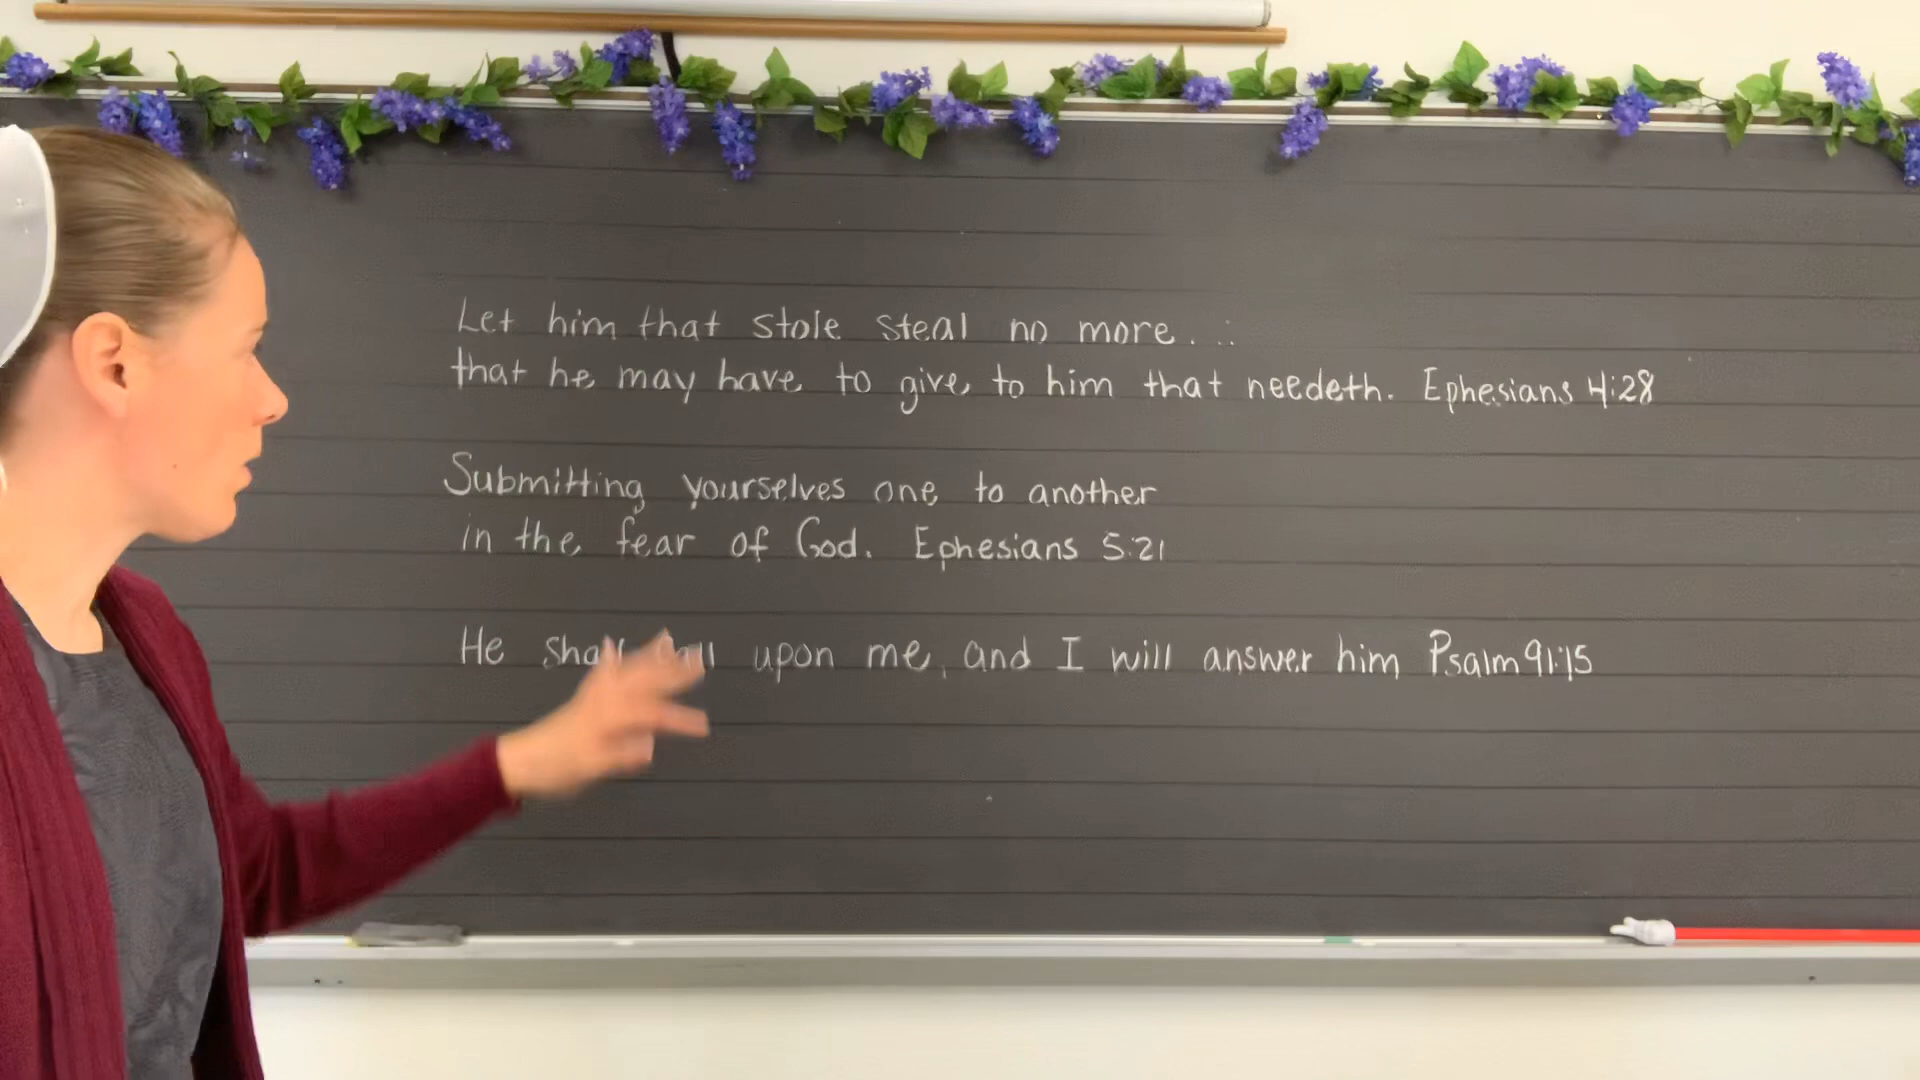 Let him that stole steal no more. . .
that he may have to give to him that needeth. Ephesians 4:28
Submitting yourselves one to another
in the fear of God. Ephesians 5:21
He shall call upon me, and I will answer him Psalm 91:15